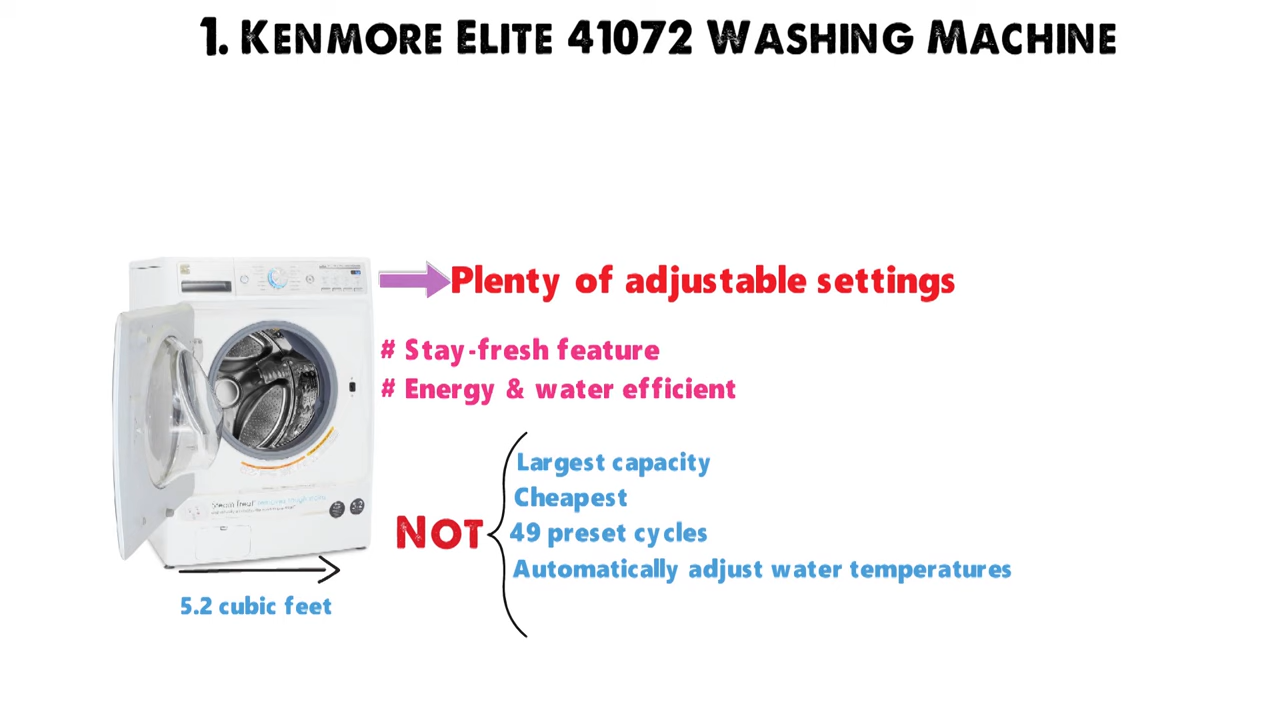 1. KENMORE ELITE 41072 WASHING MACHINE
Plenty of adjustable settings
# Stay-fresh feature
# Energy & water efficient
Largest capacity
Cheapest
NOT
49 preset cycles
Automatically adjust water temperatures
5.2 cubic feet